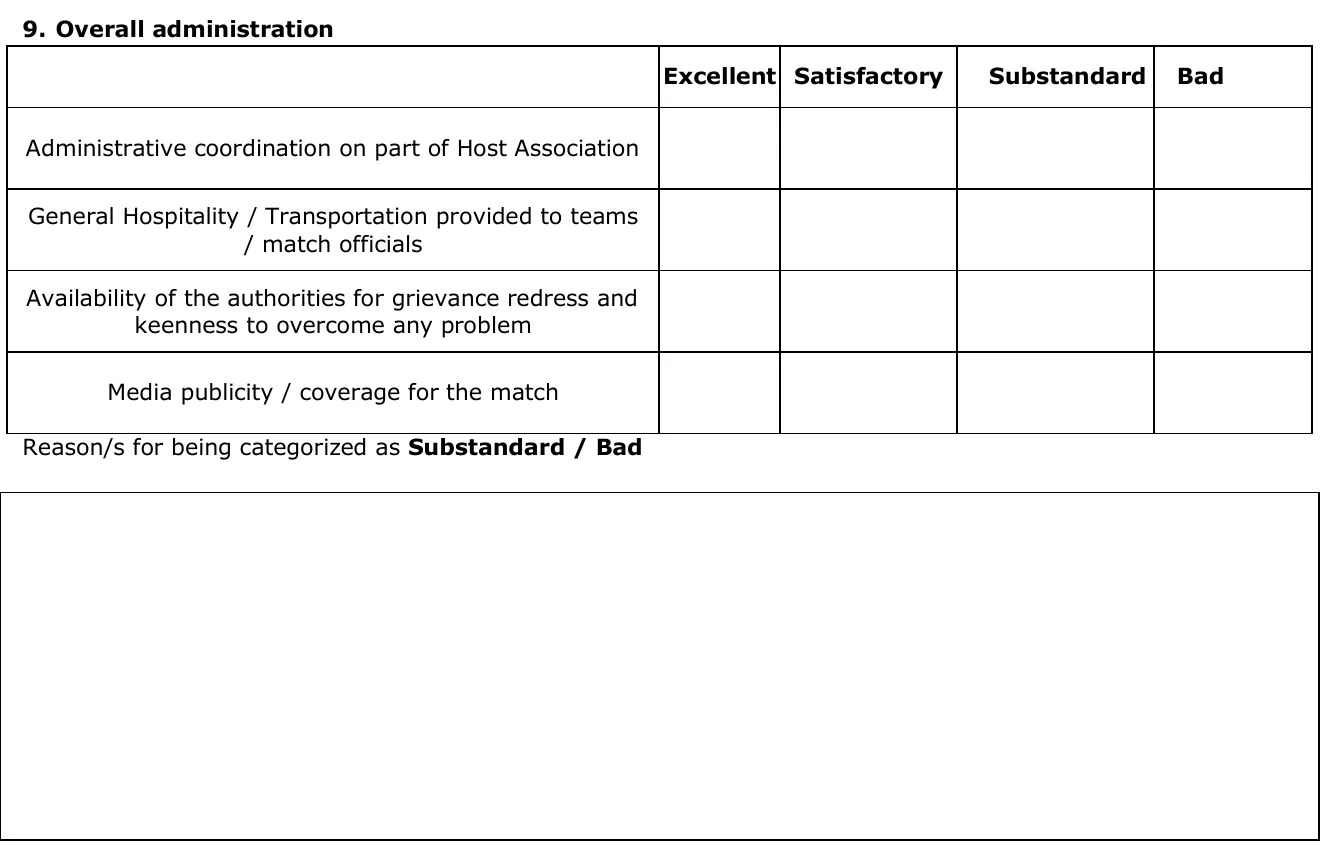 9. Overall administration
Excellent Satisfactory Substandard Bad
Administrative coordination on part of Host Association
General Hospitality / Transportation provided to teams
/ match officials
Availability of the authorities for grievance redress and
keenness to overcome any problem
Media publicity / coverage for the match
Reason/s for being categorized as Substandard / Bad